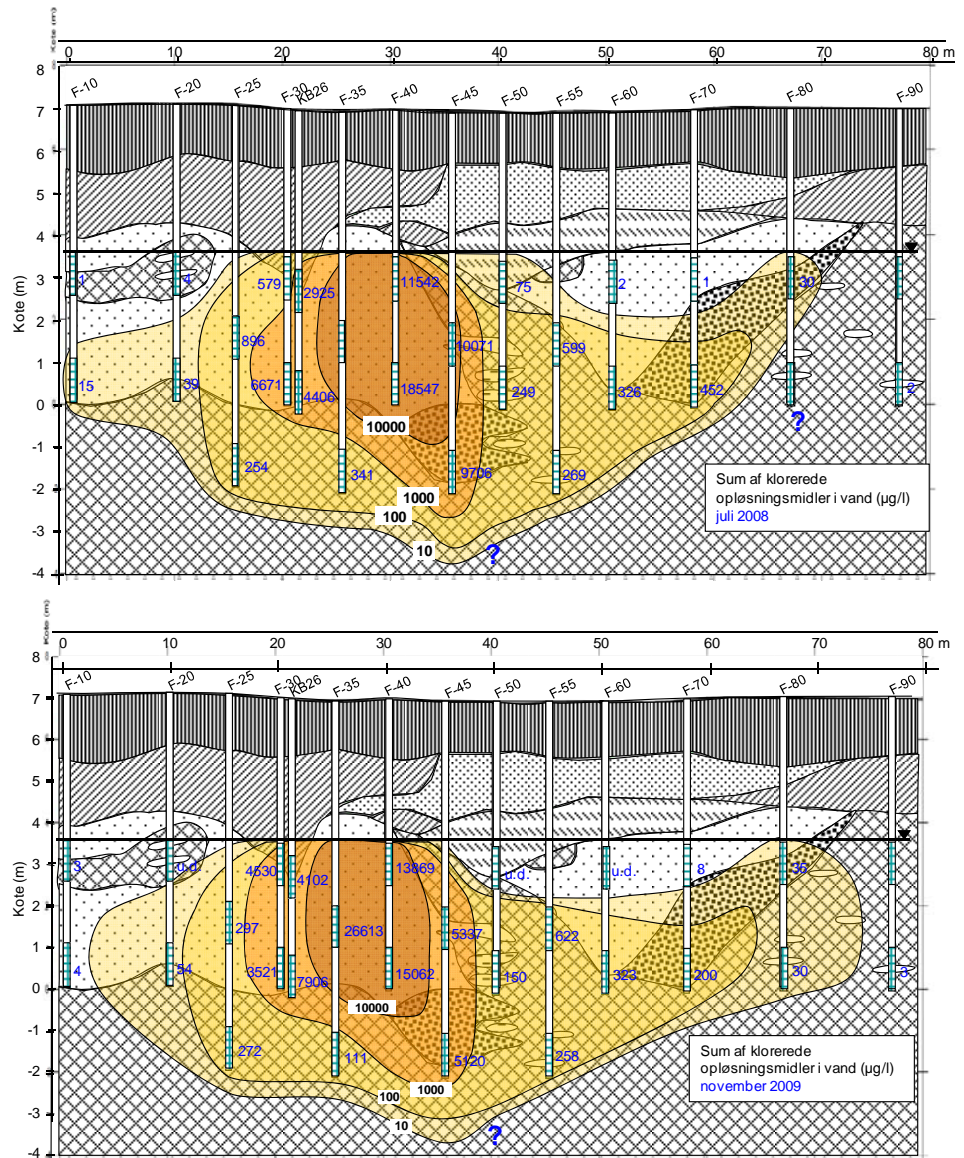 Kote (m)
0 10 20 30 40 50 60 70 80 m
F-10 F-20 F-25 F-30 KB26 F-35 F-40 F-45 F-50 F-55 F-60 F-70 F-80 F-90
8
7
6
5
4
3
2
1
0
-1
-2
-3
-4
Kote (m)
1 4 579 2925 11542 75 2 1 30
896 10071 599
15 39 6671 4406 18547 249 326 452 2
10000
?
254 341 9706 269
1000
100
10
?
Sum af klorerede
opløsningsmidler i vand (µg/l)
juli 2008
Kote (m)
0 10 20 30 40 50 60 70 80 m
F-10 F-20 F-25 F-30 KB26 F-35 F-40 F-45 F-50 F-55 F-60 F-70 F-80 F-90
8
7
6
5
4
3
2
1
0
-1
-2
-3
-4
Kote (m)
3 u.d. 4530 4102 13869 u.d. u.d. 8 36
297 26613 5337 622
4 54 3521 7906 15062 150 323 200 30 3
10000
272 111 5120 258
1000
100
10
?
Sum af klorerede
opløsningsmidler i vand (µg/l)
november 2009